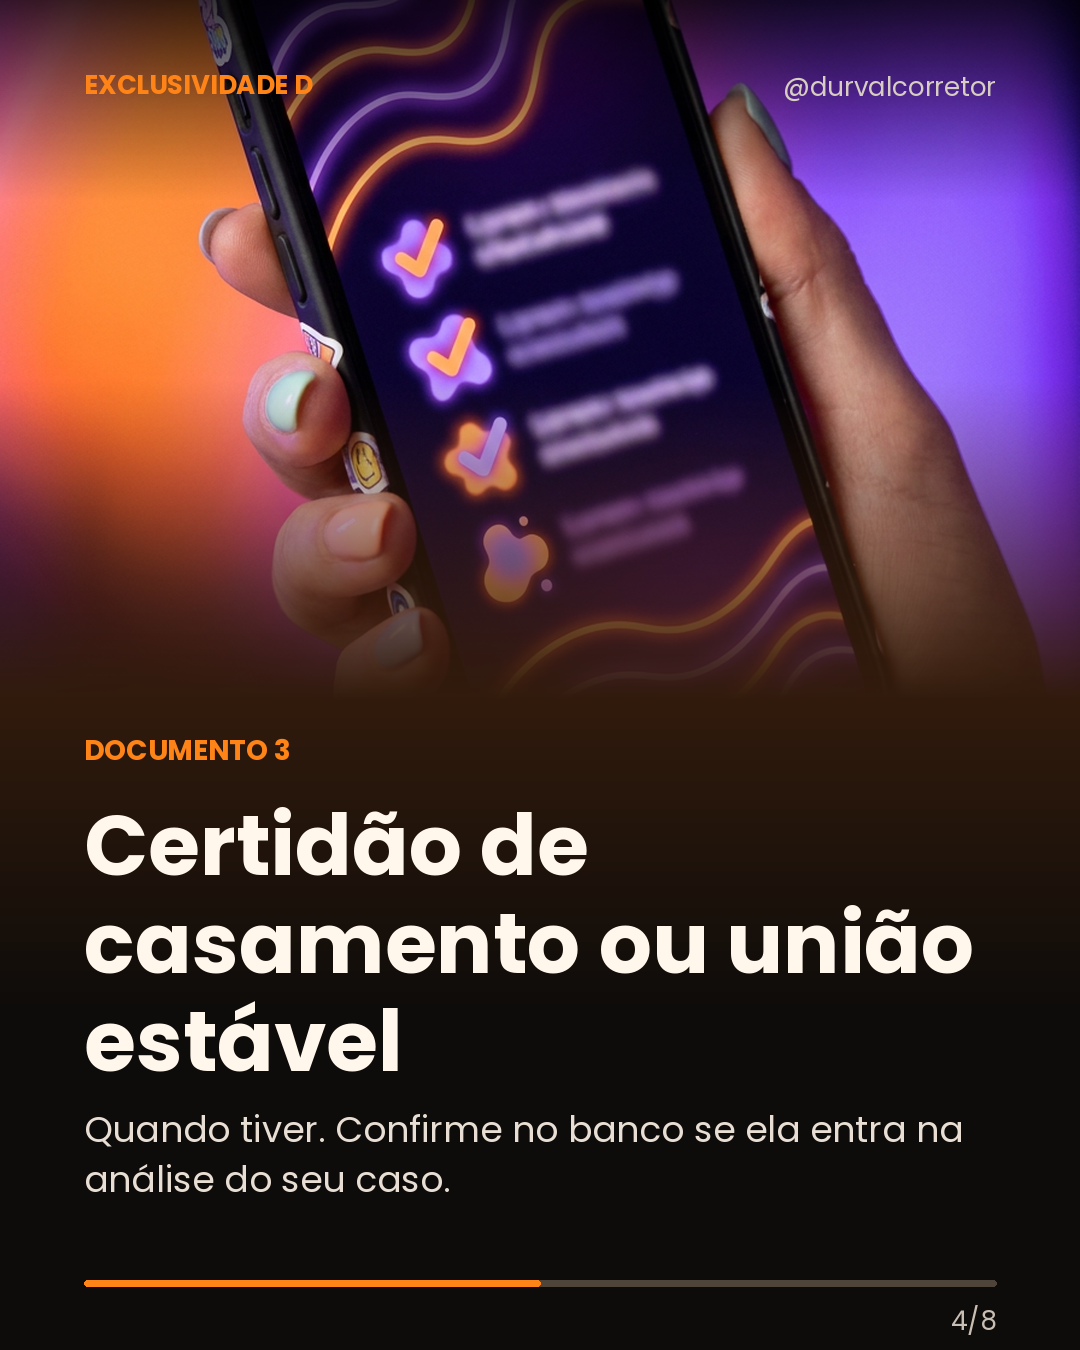 EXCLUSIVIDADE D
@durvalcorretor
DOCUMENTO 3
Certidão de
casamento ou união
estável
Quando tiver. Confirme no banco se ela entra na
análise do seu caso.
4/8